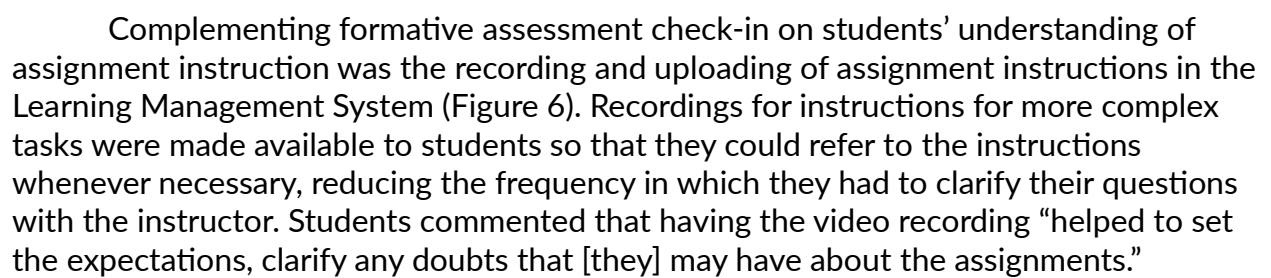 Complementing formative assessment check-in on students’ understanding of
assignment instruction was the recording and uploading of assignment instructions in the
Learning Management System (Figure 6). Recordings for instructions for more complex
tasks were made available to students so that they could refer to the instructions
whenever necessary, reducing the frequency in which they had to clarify their questions
with the instructor. Students commented that having the video recording “helped to set
the expectations, clarify any doubts that [they] may have about the assignments.”